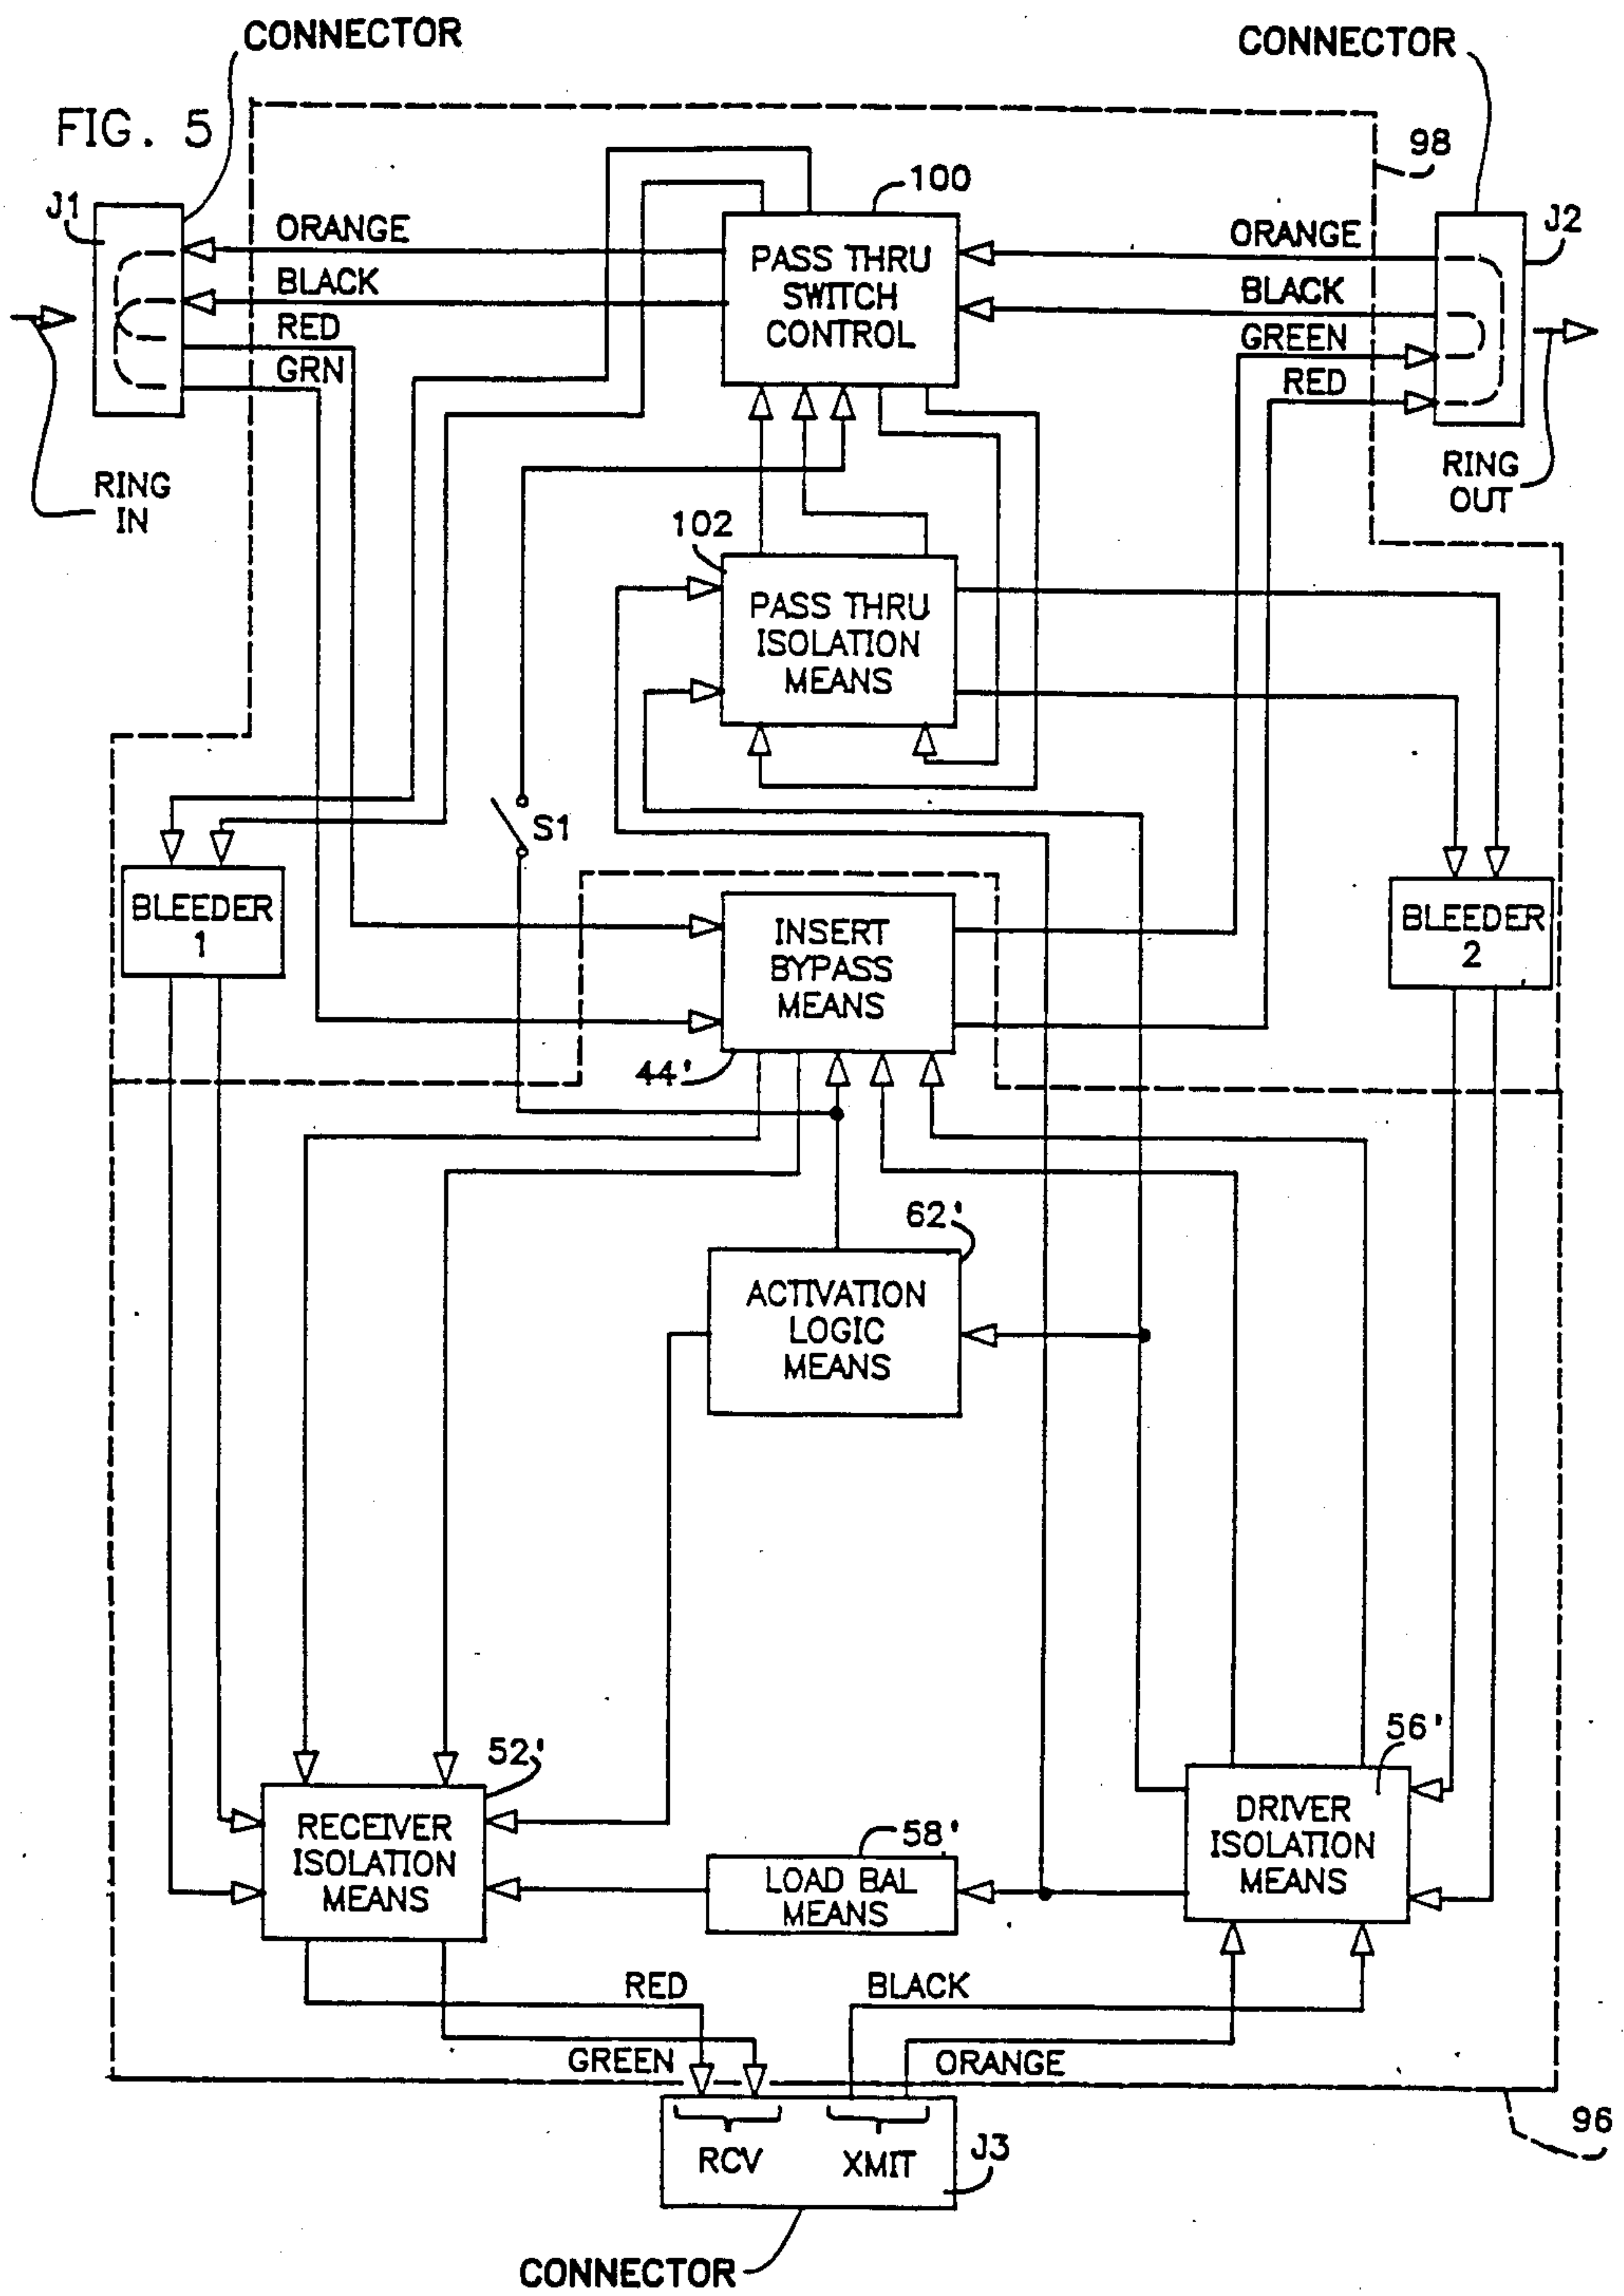 CONNECTOR
CONNECTOR
FIG. 5
98
J1
100
J2
ORANGE
PASS THRU
SWITCH
CONTROL
ORANGE
BLACK
BLACK
RED
GREEN
GRN
RED
RING
IN
RING
OUT
102
PASS THRU
ISOLATION
MEANS
S1
BLEEDER
1
INSERT
BYPASS
MEANS
BLEEDER
2
44'
62'
ACTIVATION
LOGIC
MEANS
52'
56'
RECEIVER
ISOLATION
MEANS
58'
LOAD BAL
MEANS
DRIVER
ISOLATION
MEANS
RED
BLACK
GREEN
ORANGE
RCV
XMIT
J3
96
CONNECTOR